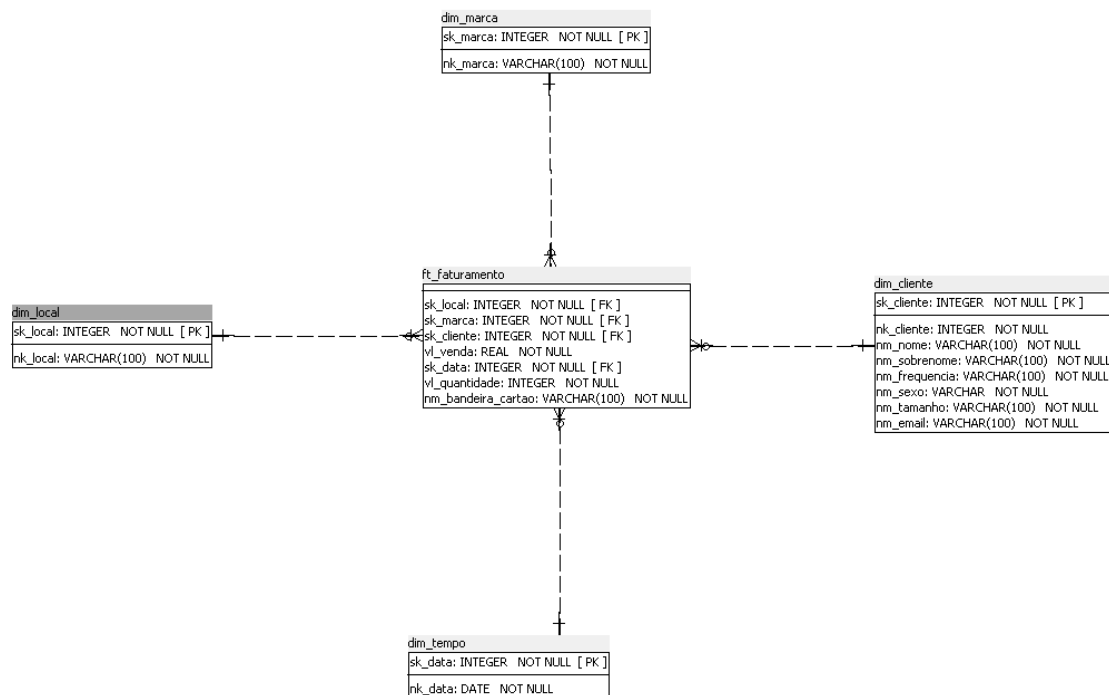 dim_marca
sk_marca: INTEGER NOT NULL [ PK ]
nk_marca: VARCHAR(100) NOT NULL
ft_faturamento
sk_local: INTEGER NOT NULL [ FK ]
sk_marca: INTEGER NOT NULL [ FK ]
sk_cliente: INTEGER NOT NULL [ FK ]
vl_venda: REAL NOT NULL
sk_data: INTEGER NOT NULL [ FK ]
vl_quantidade: INTEGER NOT NULL
nm_bandeira_cartao: VARCHAR(100) NOT NULL
dim_local
sk_local: INTEGER NOT NULL [ PK ]
nk_local: VARCHAR(100) NOT NULL
dim_cliente
sk_cliente: INTEGER NOT NULL [ PK ]
nk_cliente: INTEGER NOT NULL
nm_nome: VARCHAR(100) NOT NULL
nm_sobrenome: VARCHAR(100) NOT NULL
nm_frequencia: VARCHAR(100) NOT NULL
nm_sexo: VARCHAR NOT NULL
nm_tamanho: VARCHAR(100) NOT NULL
nm_email: VARCHAR(100) NOT NULL
dim_tempo
sk_data: INTEGER NOT NULL [ PK ]
nk_data: DATE NOT NULL